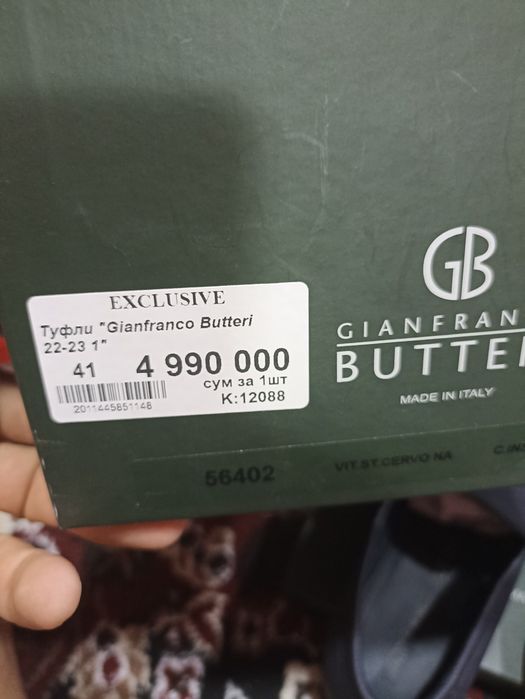 EXCLUSIVE
Туфли "Gianfranco Butteri
22-23 1"
41 4 990 000
сум за 1шт
K:12088
2011445851148
GB
GIANFRAN
BUTTE
MADE IN ITALY
56402 VIT.ST.CERVO NA